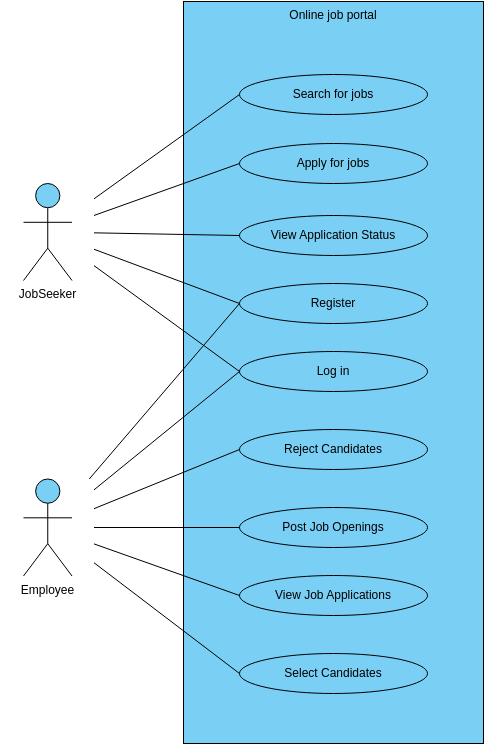 Online job portal
Search for jobs
Apply for jobs
View Application Status
JobSeeker
Register
Log in
Reject Candidates
Post Job Openings
Employee
View Job Applications
Select Candidates